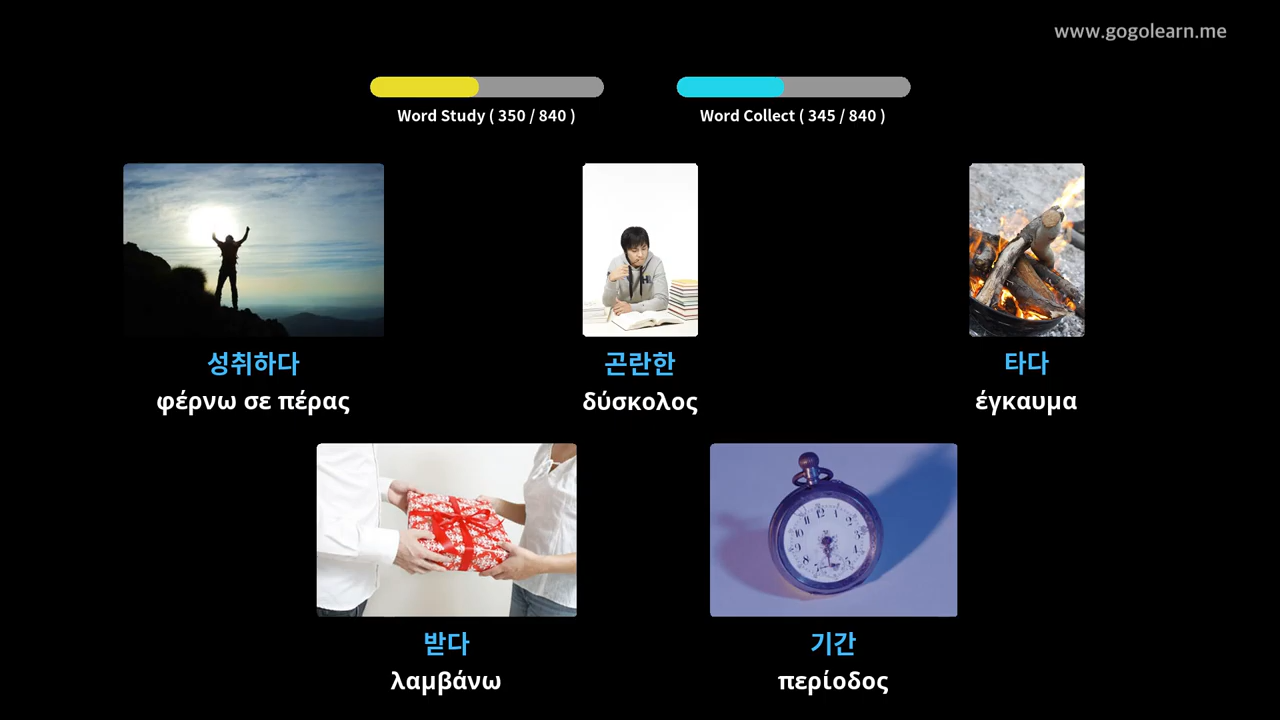 www.gogolearn.me
Word Study ( 350 / 840 )
Word Collect ( 345 / 840 )
성취하다
φέρνω σε πέρας
곤란한
δύσκολος
타다
έγκαυμα
받다
λαμβάνω
기간
περίοδος